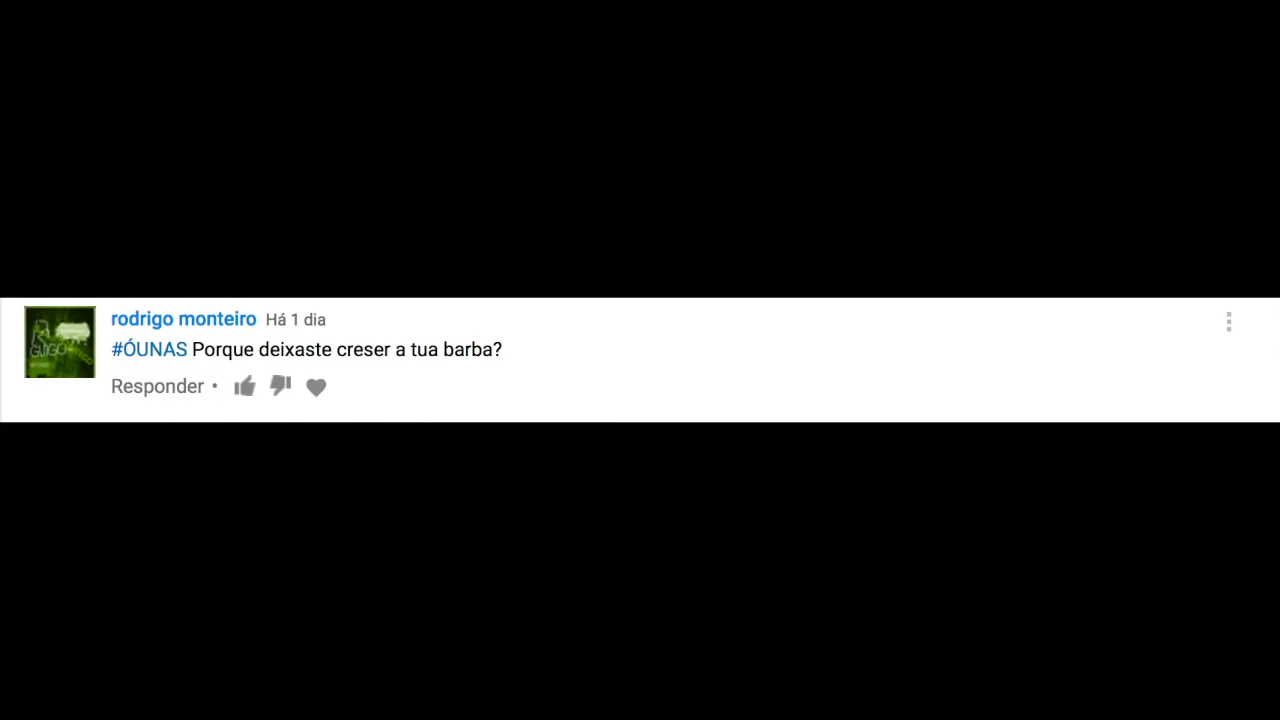 rodrigo monteiro Há 1 dia
#ÓUNAS Porque deixaste creser a tua barba?
Responder •